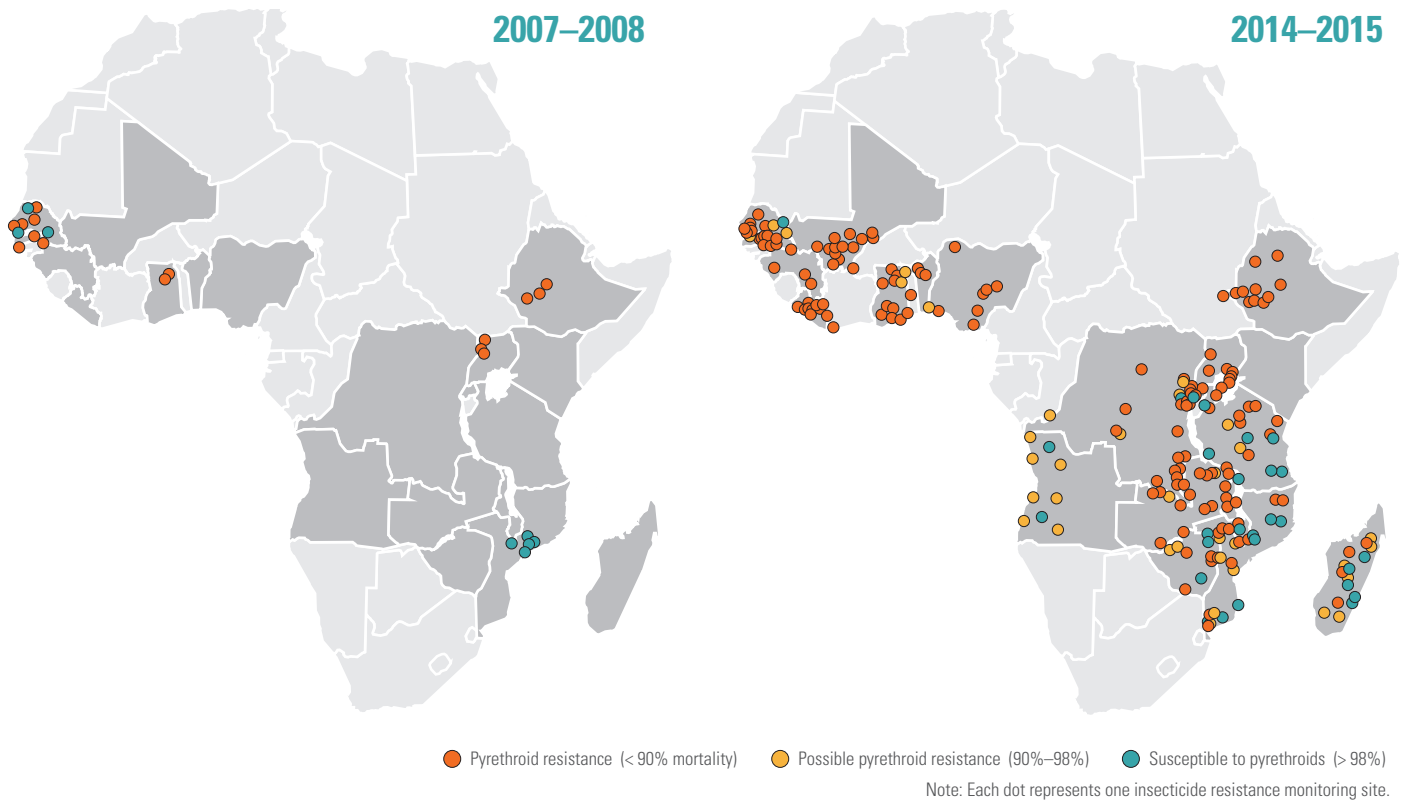 2007–2008
2014–2015
Pyrethroid resistance (< 90% mortality)
Possible pyrethroid resistance (90%–98%)
Susceptible to pyrethroids (> 98%)
Note: Each dot represents one insecticide resistance monitoring site.